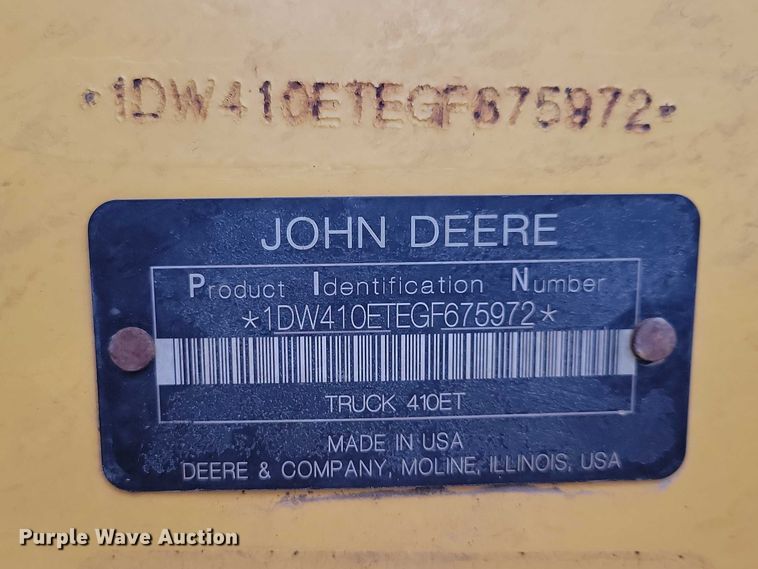 *1DW410ETEGF675972*
JOHN DEERE
Product Identification Number
*1DW410ETEGF675972*
TRUCK 410ET
MADE IN USA
DEERE & COMPANY, MOLINE, ILLINOIS, USA
Purple Wave Auction